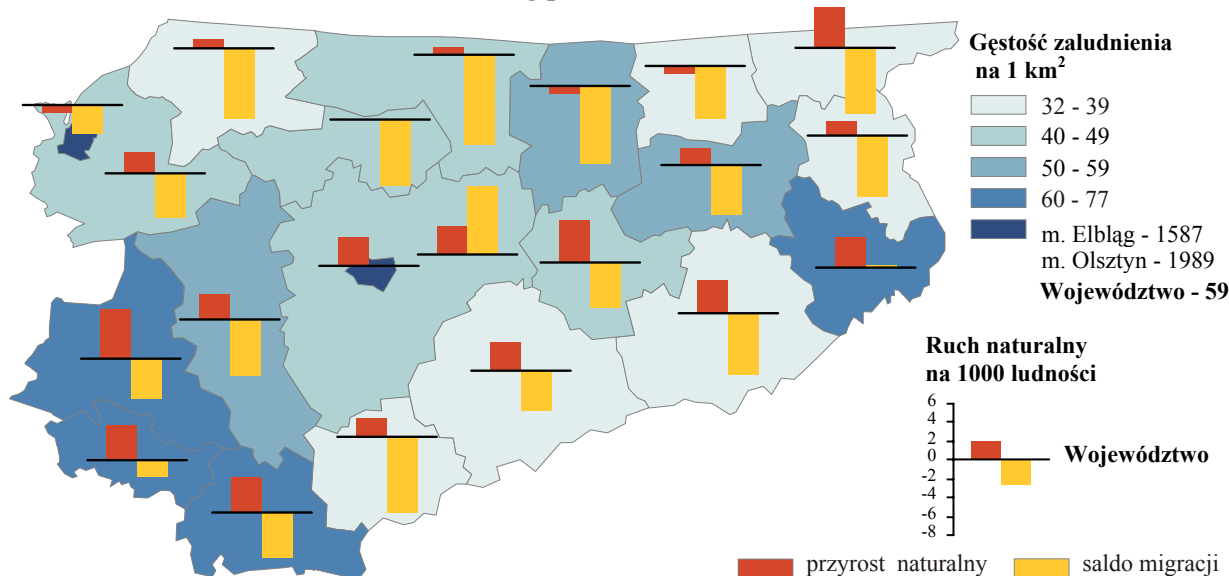 Gęstość zaludnienia
na 1 km²
32 - 39
40 - 49
50 - 59
60 - 77
m. Elbląg - 1587
m. Olsztyn - 1989
Województwo - 59
Ruch naturalny
na 1000 ludności
6
4
2
0
-2
-4
-6
-8
Województwo
przyrost naturalny
saldo migracji